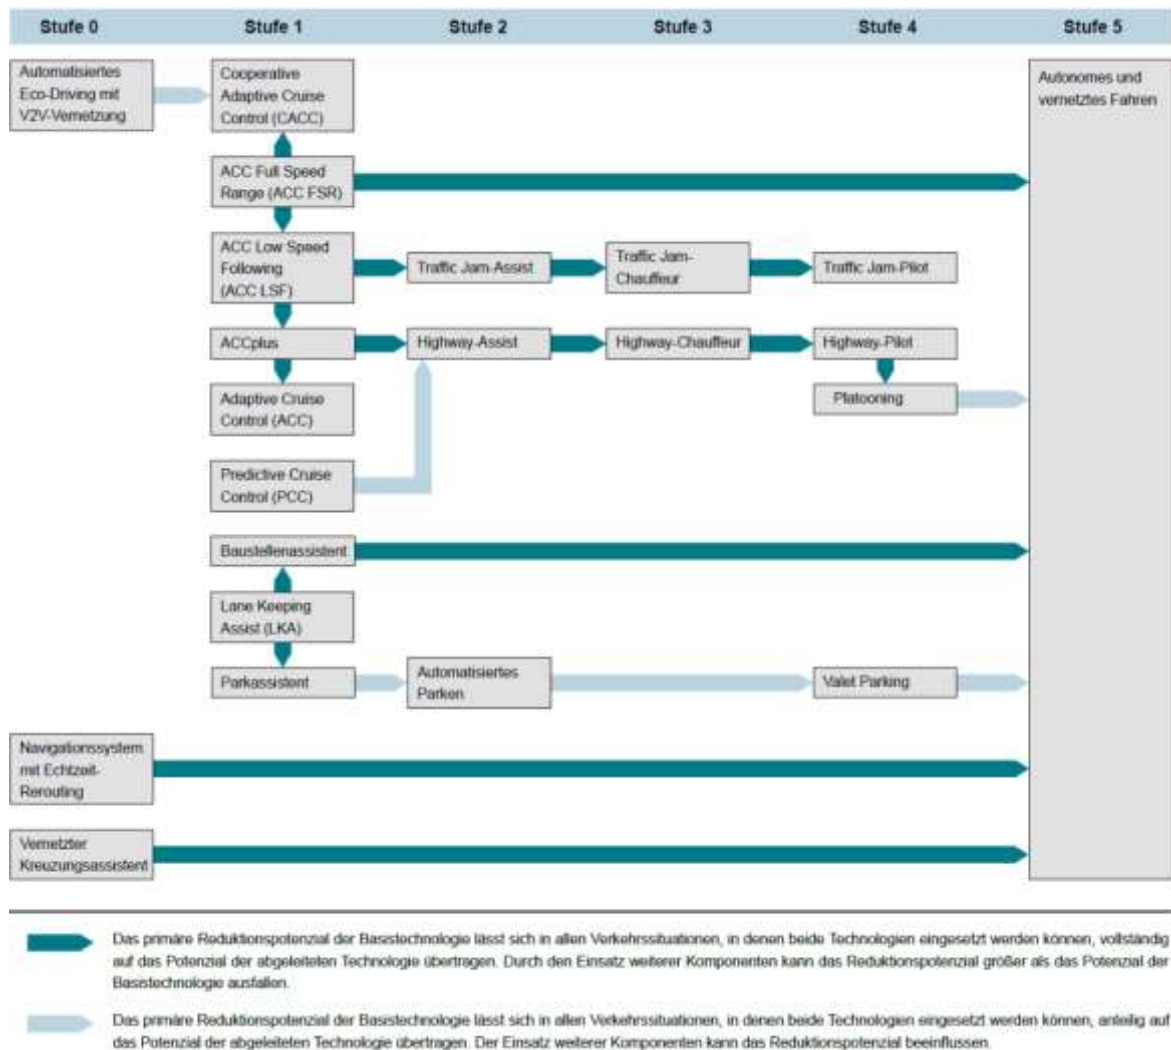 Stufe 0 Stufe 1 Stufe 2 Stufe 3 Stufe 4 Stufe 5
Automatisiertes
Eco-Driving mit
V2V-Vernetzung
Cooperative
Adaptive Cruise
Control (CACC)
Autonomes und
vernetztes Fahren
ACC Full Speed
Range (ACC FSR)
ACC Low Speed
Following
(ACC LSF)
Traffic Jam-Assist
Traffic Jam-
Chauffeur
Traffic Jam-Pilot
ACCplus
Highway-Assist
Highway-Chauffeur
Highway-Pilot
Adaptive Cruise
Control (ACC)
Platooning
Predictive Cruise
Control (PCC)
Baustellenassistent
Lane Keeping
Assist (LKA)
Parkassistent
Automatisiertes
Parken
Valet Parking
Navigationssystem
mit Echtzeit-
Rerouting
Vernetzter
Kreuzungsassistent
Das primäre Reduktionspotenzial der Basistechnologie lässt sich in allen Verkehrssituationen, in denen beide Technologien eingesetzt werden können, vollständig
auf das Potenzial der abgeleiteten Technologie übertragen. Durch den Einsatz weiterer Komponenten kann das Reduktionspotenzial größer als das Potenzial der
Basistechnologie ausfallen.
Das primäre Reduktionspotenzial der Basistechnologie lässt sich in allen Verkehrssituationen, in denen beide Technologien eingesetzt werden können, anteilig auf
das Potenzial der abgeleiteten Technologie übertragen. Der Einsatz weiterer Komponenten kann das Reduktionspotenzial beeinflussen.